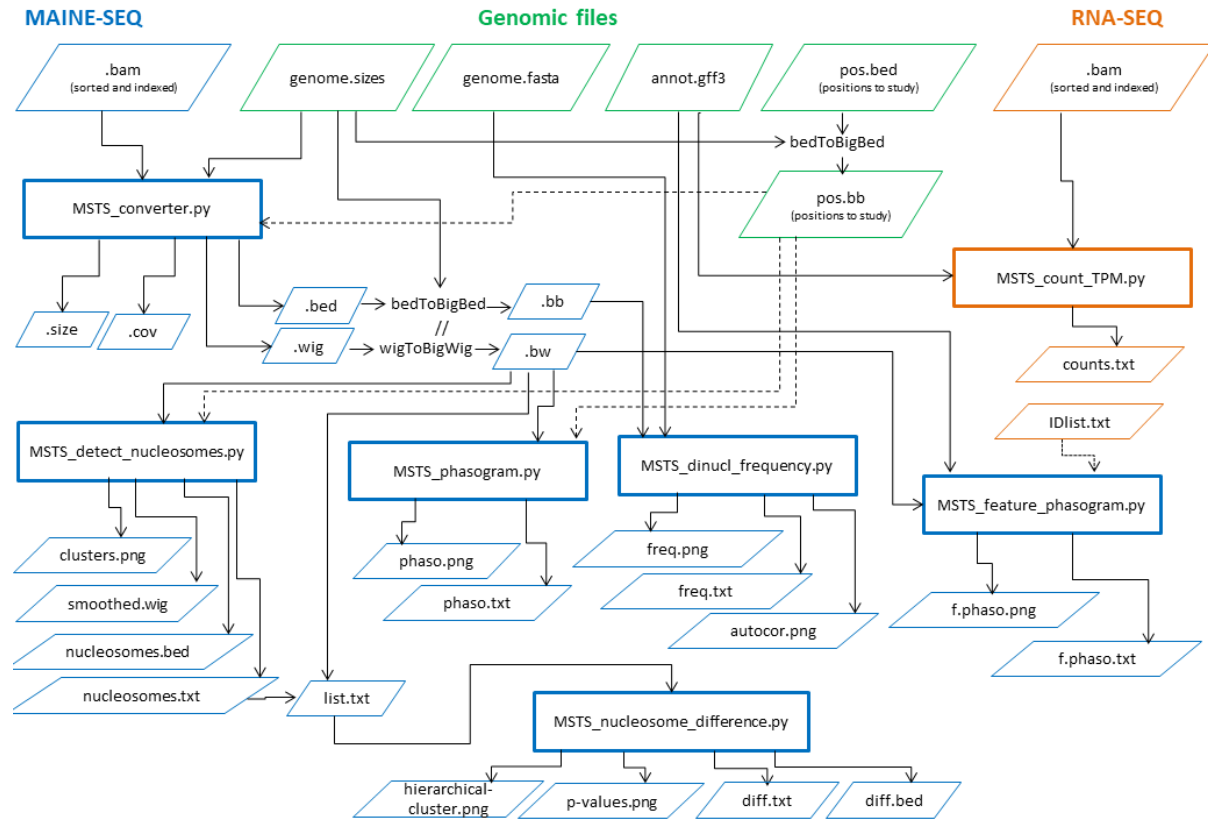 MAINE-SEQ
Genomic files
RNA-SEQ
.bam
(sorted and indexed)
genome.sizes
genome.fasta
annot.gff3
pos.bed
(positions to study)
.bam
(sorted and indexed)
bedToBigBed
MSTS_converter.py
pos.bb
(positions to study)
MSTS_count_TPM.py
.size
.cov
.bed
bedToBigBed
.bb
//
.wig
wigToBigWig
.bw
counts.txt
IDlist.txt
MSTS_detect_nucleosomes.py
MSTS_phasogram.py
MSTS_dinucl_frequency.py
MSTS_feature_phasogram.py
clusters.png
smoothed.wig
nucleosomes.bed
nucleosomes.txt
phaso.png
phaso.txt
freq.png
freq.txt
autocor.png
f.phaso.png
f.phaso.txt
list.txt
MSTS_nucleosome_difference.py
hierarchical-
cluster.png
p-values.png
diff.txt
diff.bed